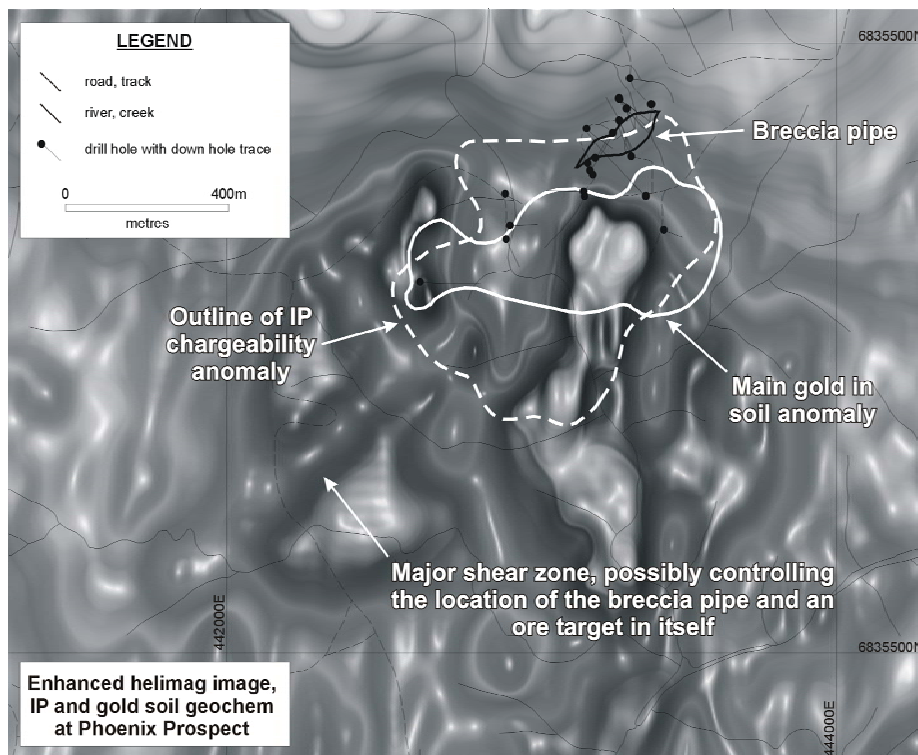 LEGEND
road, track
river, creek
drill hole with down hole trace
0 400m
metres
6835500N
Breccia pipe
Outline of IP
chargeability
anomaly
Main gold in
soil anomaly
Major shear zone, possibly controlling
the location of the breccia pipe and an
ore target in itself
442000E
6835500N
444000E
Enhanced helimag image,
IP and gold soil geochem
at Phoenix Prospect